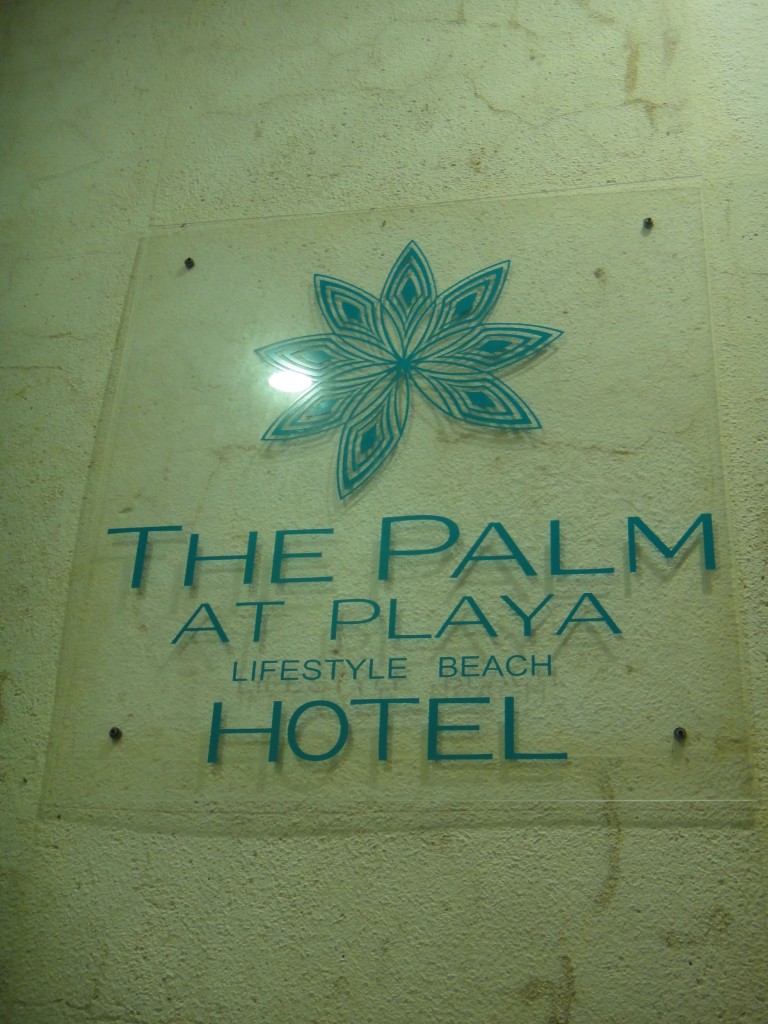 THE PALM
AT PLAYA
LIFESTYLE BEACH
HOTEL